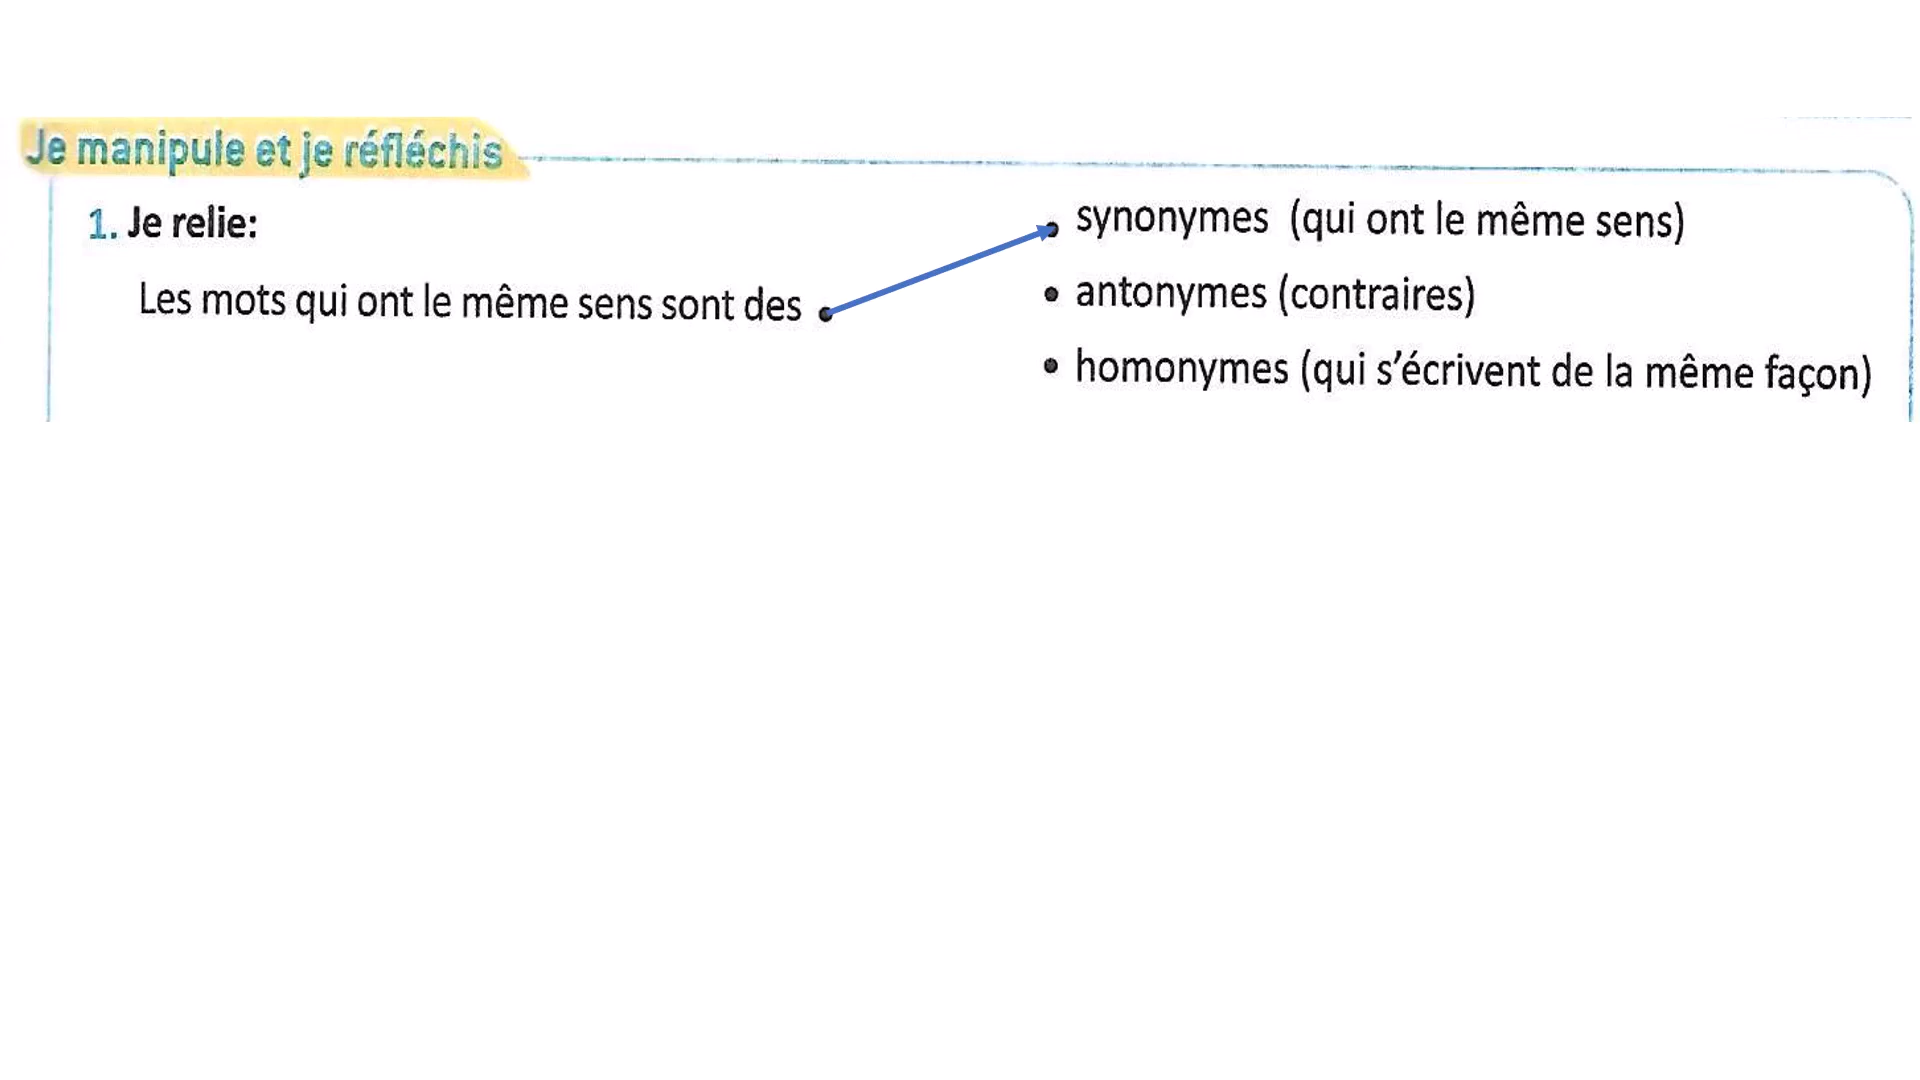 Je manipule et je réfléchis
1. Je relie:
Les mots qui ont le même sens sont des •
• synonymes (qui ont le même sens)
• antonymes (contraires)
• homonymes (qui s'écrivent de la même façon)